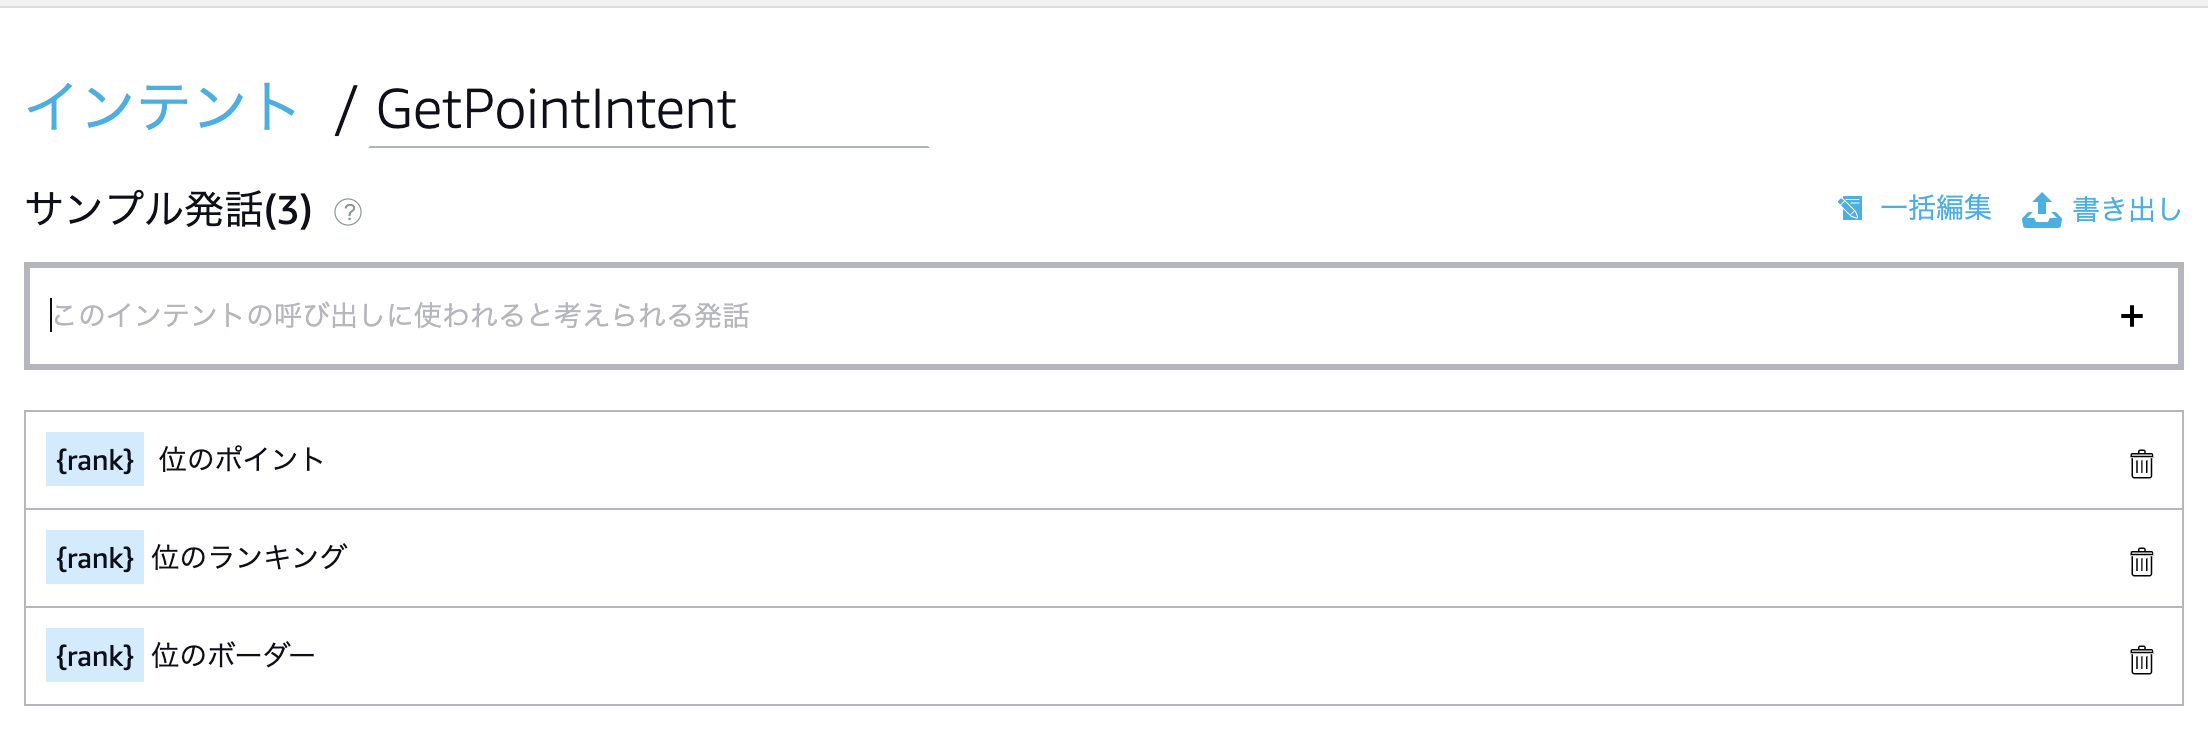 インテント / GetPointIntent
サンプル発話(3) ?
一括編集 書き出し
このインテントの呼び出しに使われると考えられる発話 +
{rank} 位のポイント
{rank} 位のランキング
{rank} 位のボーダー